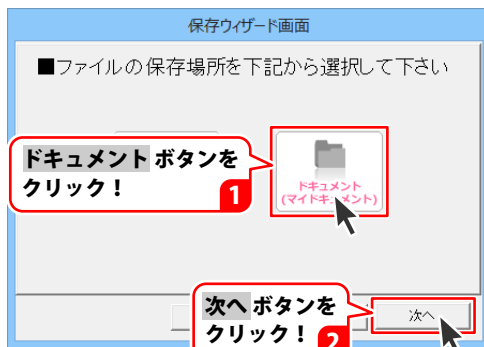 保存ウィザード画面
■ファイルの保存場所を下記から選択して下さい
ドキュメント ボタンを
クリック！
1
ドキュメント
(マイドキュメント)
次へ ボタンを
クリック！
2
次へ